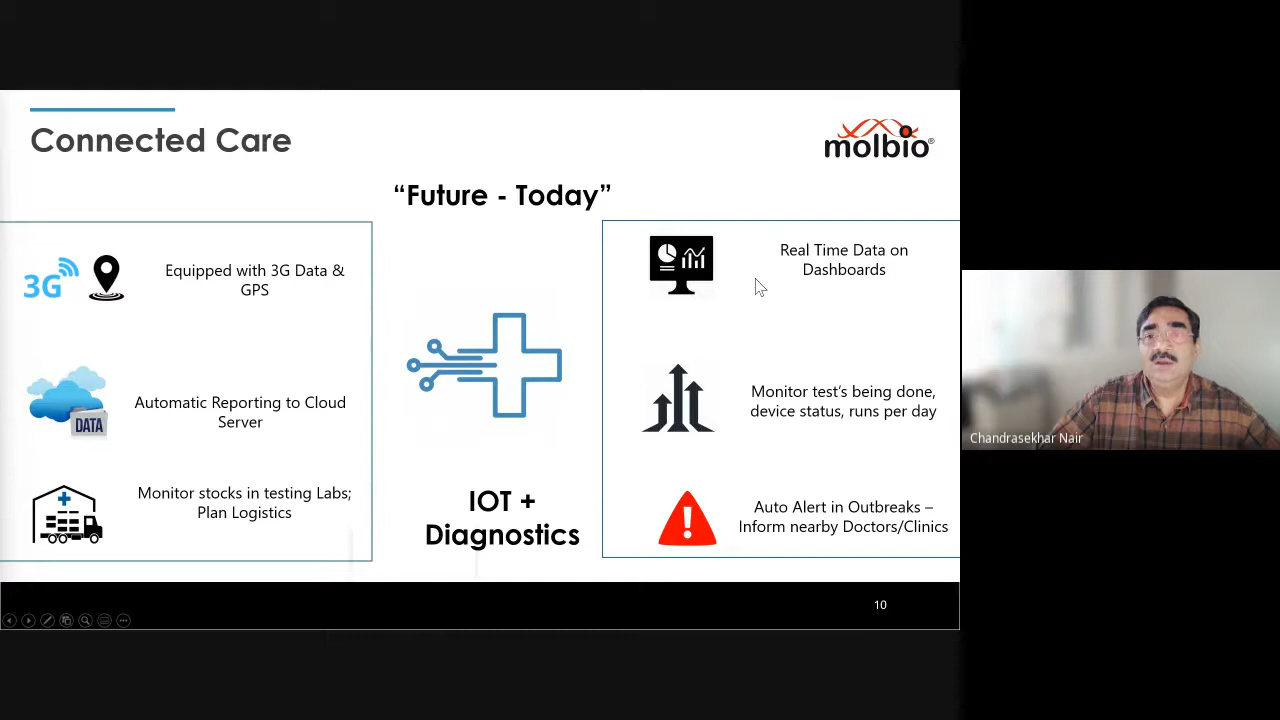 Connected Care
molbio®
“Future - Today”
3G
Equipped with 3G Data &
GPS
DATA
Automatic Reporting to Cloud
Server
Monitor stocks in testing Labs;
Plan Logistics
IOT +
Diagnostics
Real Time Data on
Dashboards
Monitor test’s being done,
device status, runs per day
Auto Alert in Outbreaks –
Inform nearby Doctors/Clinics
10
Chandrasekhar Nair